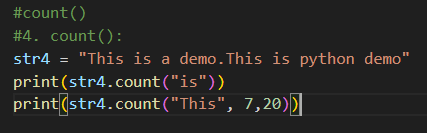 #count()
#4. count():
str4 = "This is a demo.This is python demo"
print(str4.count("is"))
print(str4.count("This", 7,20))